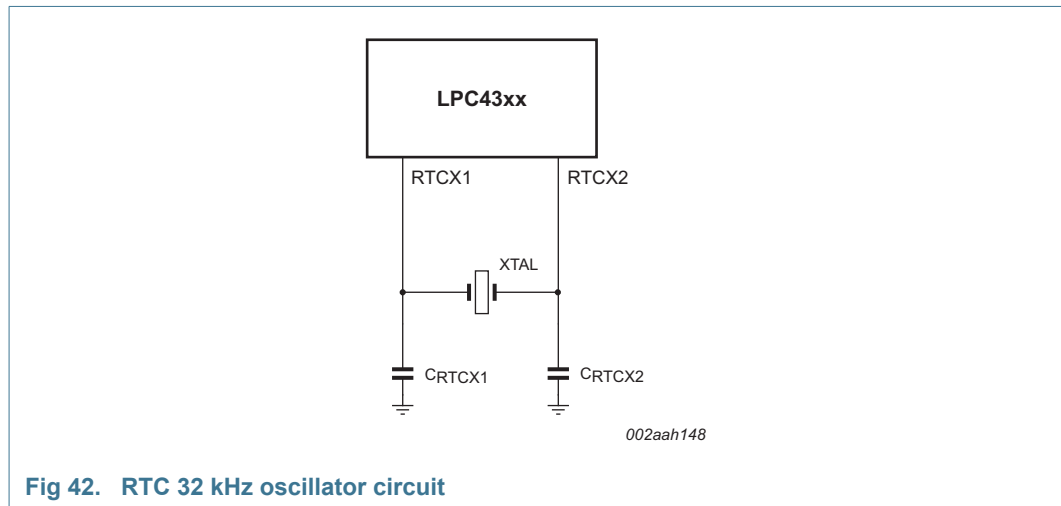 LPC43xx
RTCX1 RTCX2
XTAL
CRTCX1 CRTCX2
002aah148
Fig 42. RTC 32 kHz oscillator circuit